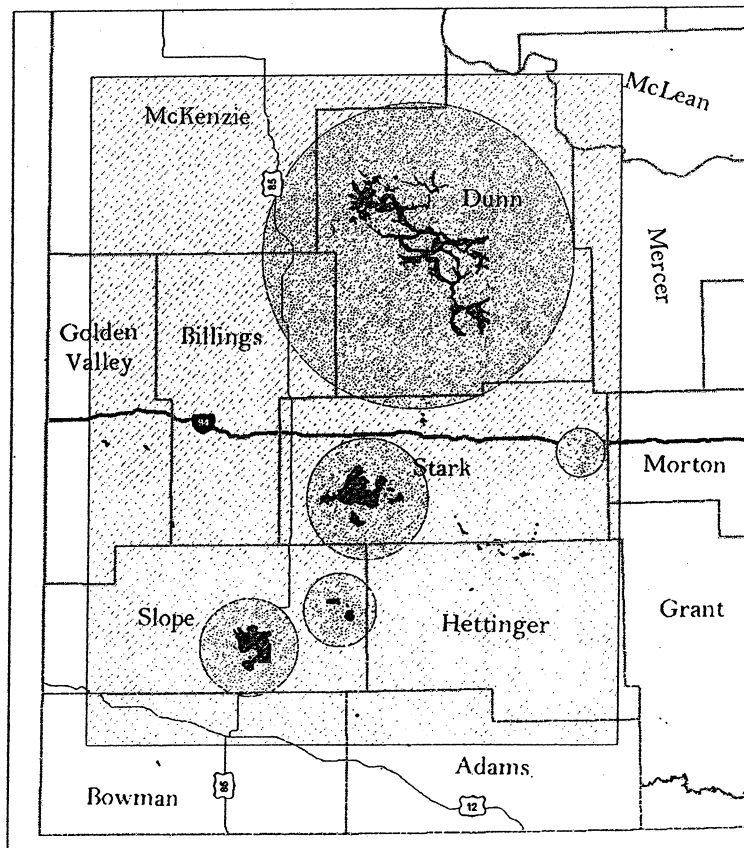 McLean
McKenzie
85
Dunn
Mercer
Golden
Valley
Billings
94
Stark
Morton
Slope
Hettinger
Grant
Adams
Bowman
85
12